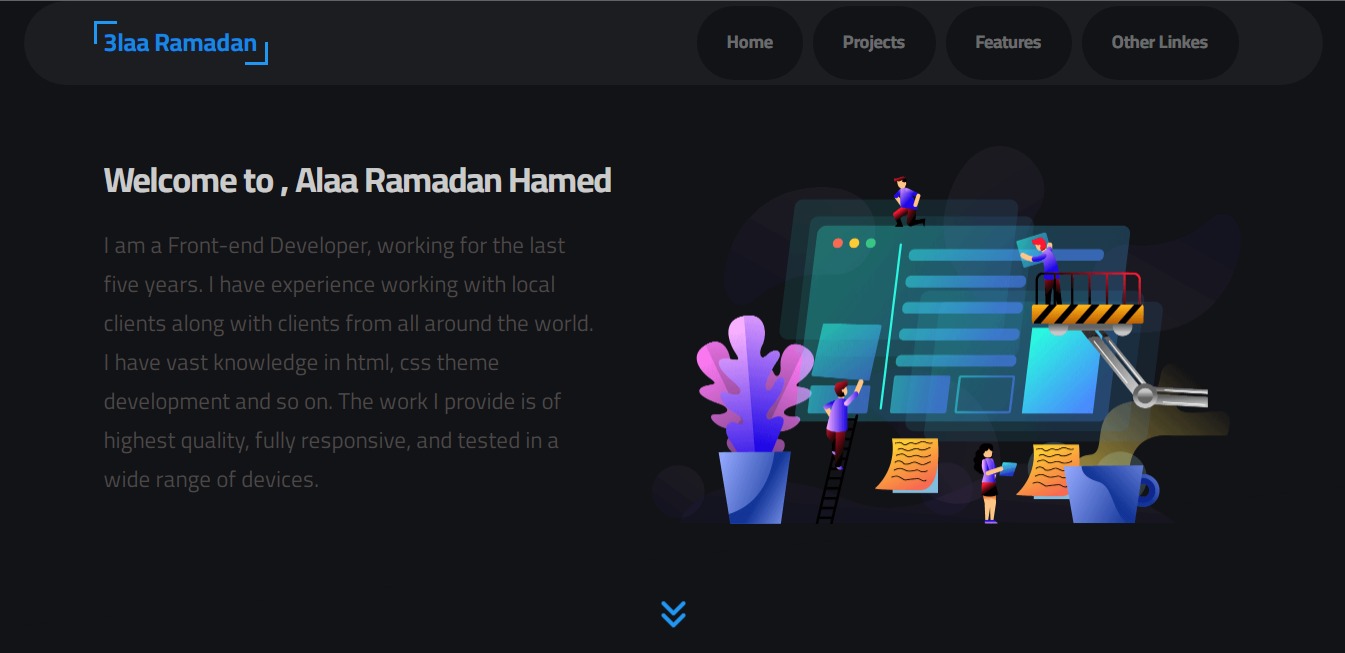 3laa Ramadan
Home
Projects
Features
Other Linkes
Welcome to , Alaa Ramadan Hamed
I am a Front-end Developer, working for the last
five years. I have experience working with local
clients along with clients from all around the world.
I have vast knowledge in html, css theme
development and so on. The work I provide is of
highest quality, fully responsive, and tested in a
wide range of devices.